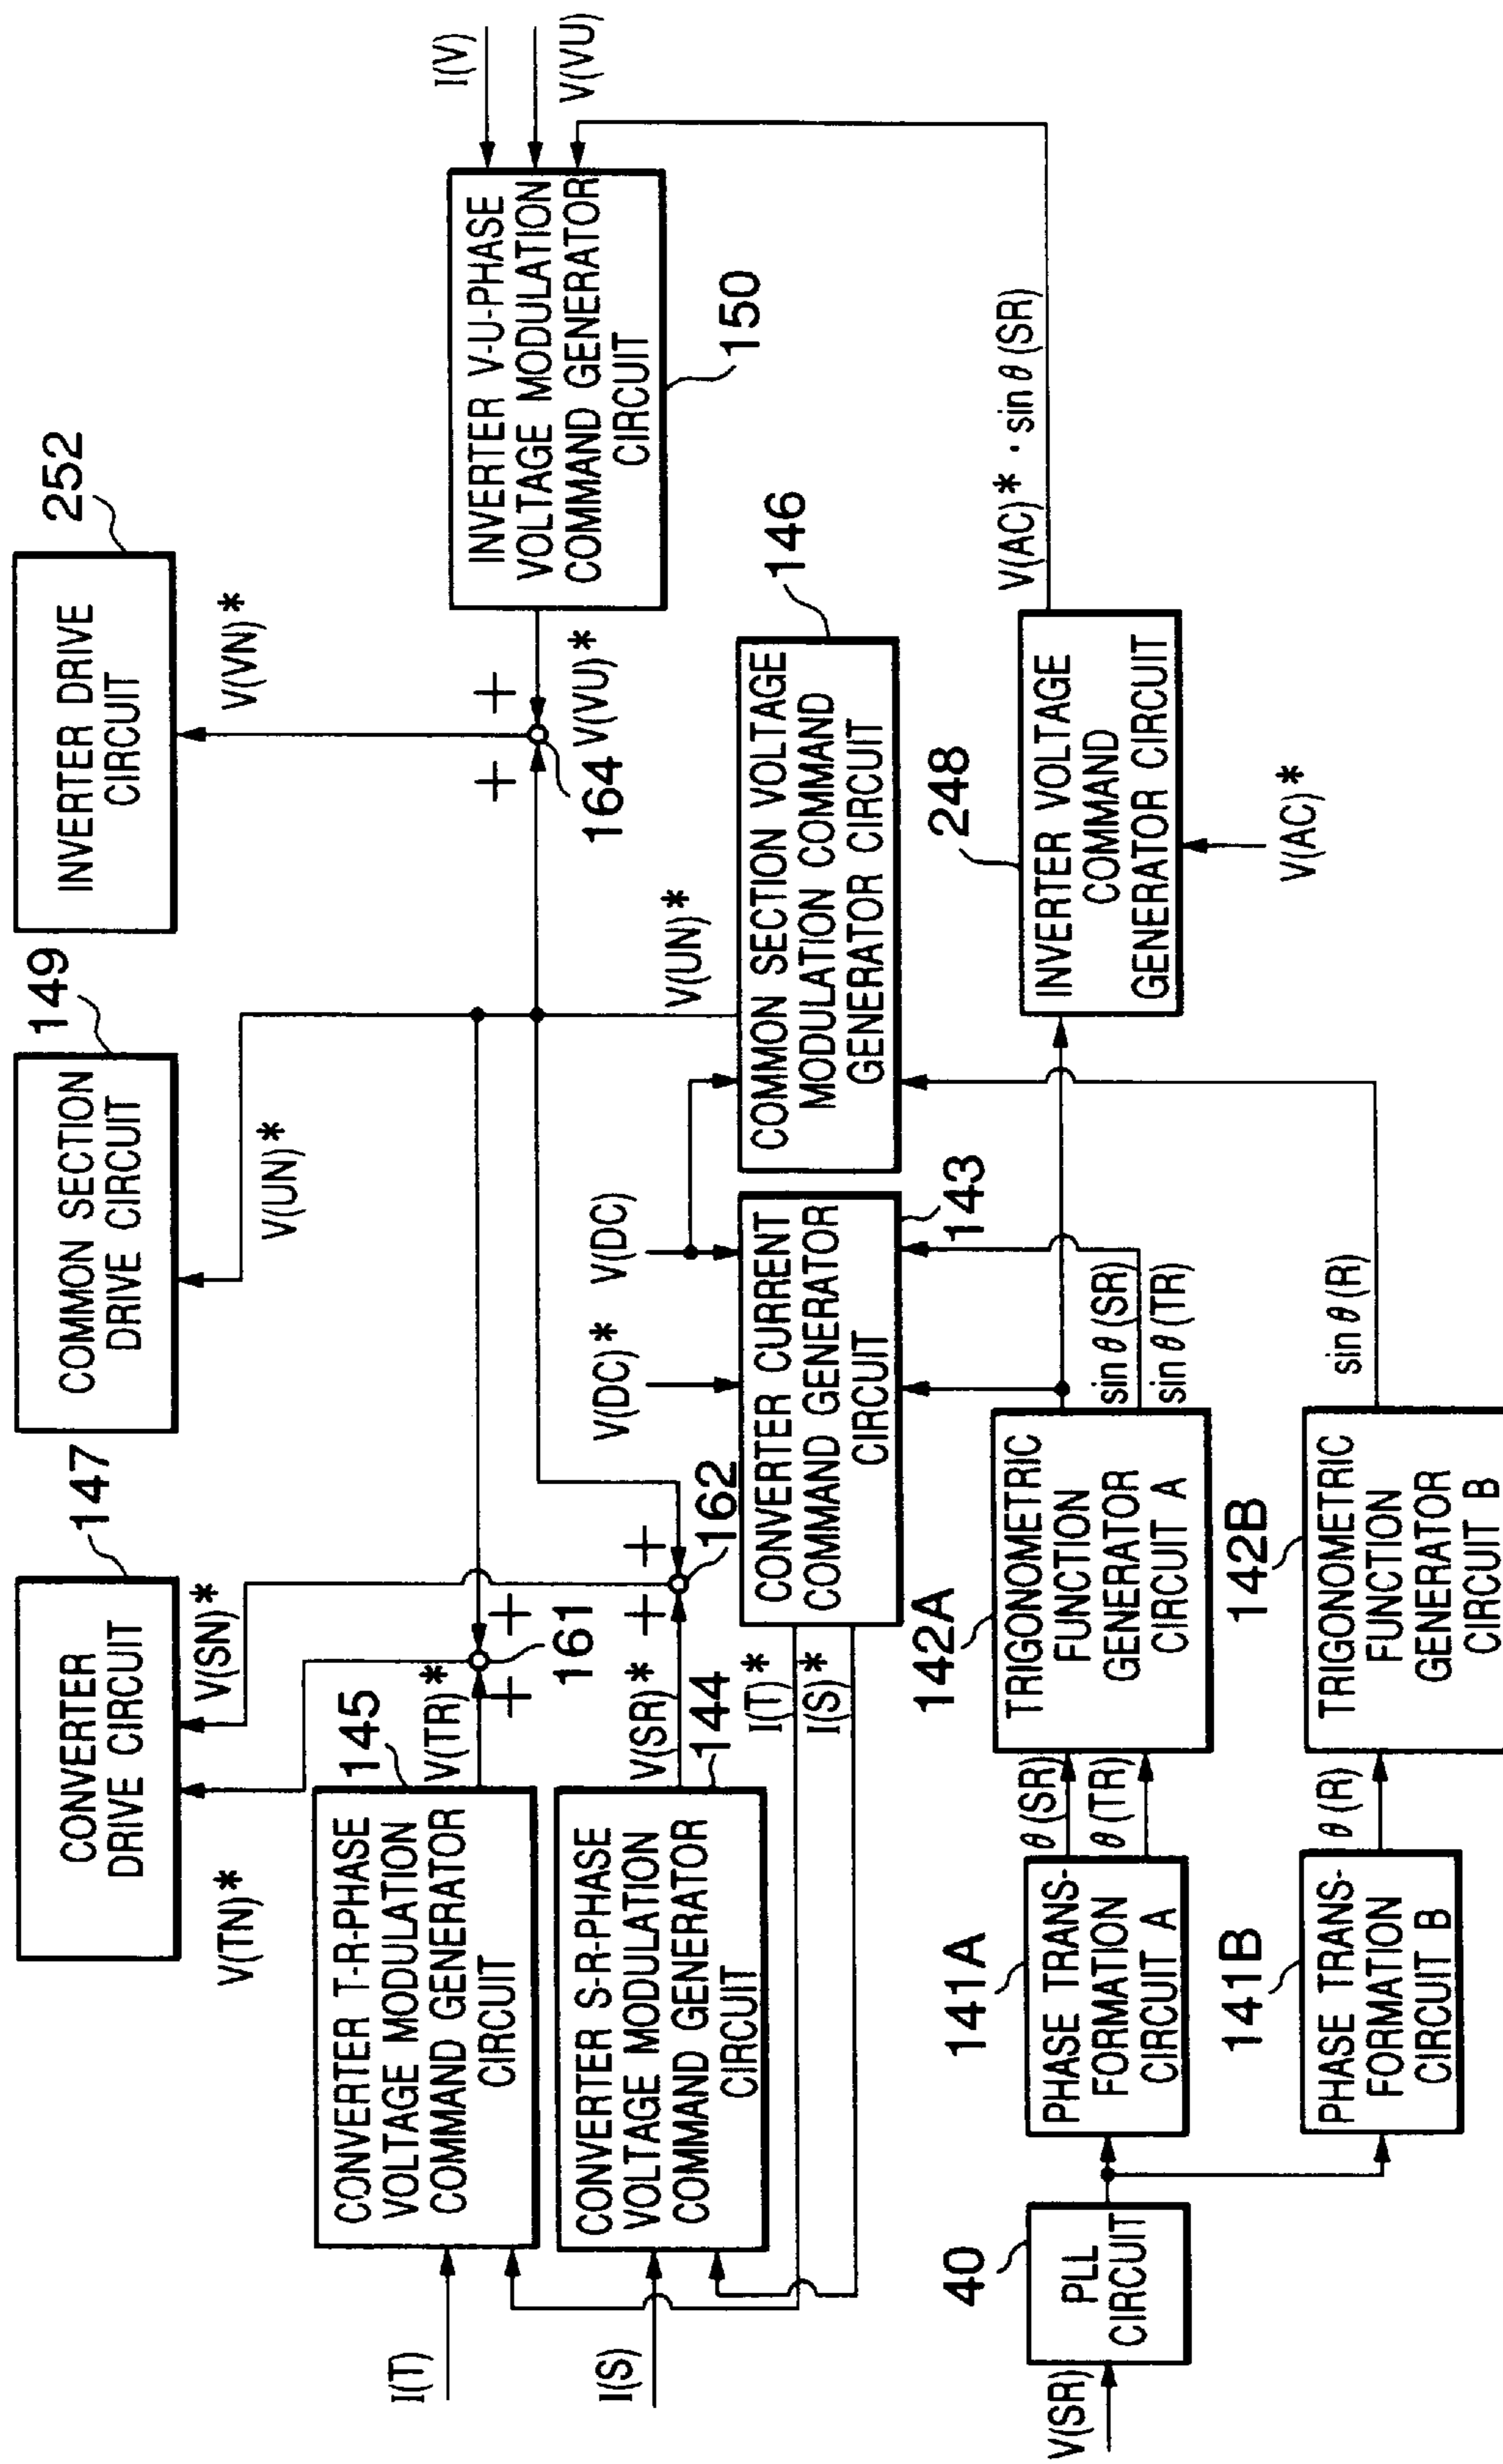 CONVERTER
DRIVE CIRCUIT
147
COMMON SECTION
DRIVE CIRCUIT
149
INVERTER DRIVE
CIRCUIT
252
V(TN)*
V(SN)*
V(UN)*
V(VN)*
CONVERTER T-R-PHASE
VOLTAGE MODULATION
COMMAND GENERATOR
CIRCUIT
145
V(TR)*
+
+
161
I(T)
CONVERTER S-R-PHASE
VOLTAGE MODULATION
COMMAND GENERATOR
CIRCUIT
144
V(SR)*
+
+
162
I(S)
I(T)*
I(S)*
V(DC)*
V(DC)
V(UN)*
+
+
164
V(VU)*
INVERTER V-U-PHASE
VOLTAGE MODULATION
COMMAND GENERATOR
CIRCUIT
150
I(V)
V(VU)
CONVERTER CURRENT
COMMAND GENERATOR
CIRCUIT
143
COMMON SECTION VOLTAGE
MODULATION COMMAND
GENERATOR CIRCUIT
146
V(SR)
PLL
CIRCUIT
40
PHASE TRANS-
FORMATION
CIRCUIT A
141A
θ (SR)
θ (TR)
TRIGONOMETRIC
FUNCTION
GENERATOR
CIRCUIT A
142A
sin θ (SR)
sin θ (TR)
INVERTER VOLTAGE
COMMAND
GENERATOR CIRCUIT
248
V(AC)*
V(AC)* · sin θ (SR)
PHASE TRANS-
FORMATION
CIRCUIT B
141B
θ (R)
TRIGONOMETRIC
FUNCTION
GENERATOR
CIRCUIT B
142B
sin θ (R)